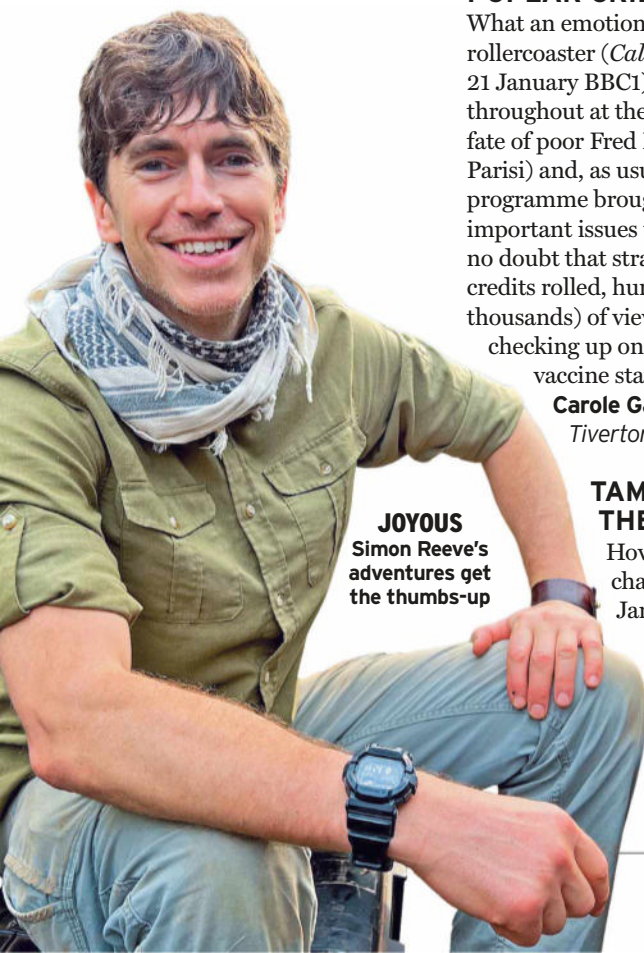 What an emotion
rollercoaster (Cal
21 January BBC1)
throughout at the
fate of poor Fred
Parisi) and, as usu
programme broug
important issues
no doubt that stra
credits rolled, hun
thousands) of view
checking up on
vaccine sta
Carole Ga
Tiverton
TAM
THE
How
cha
Jan
JOYOUS
Simon Reeve's
adventures get
the thumbs-up